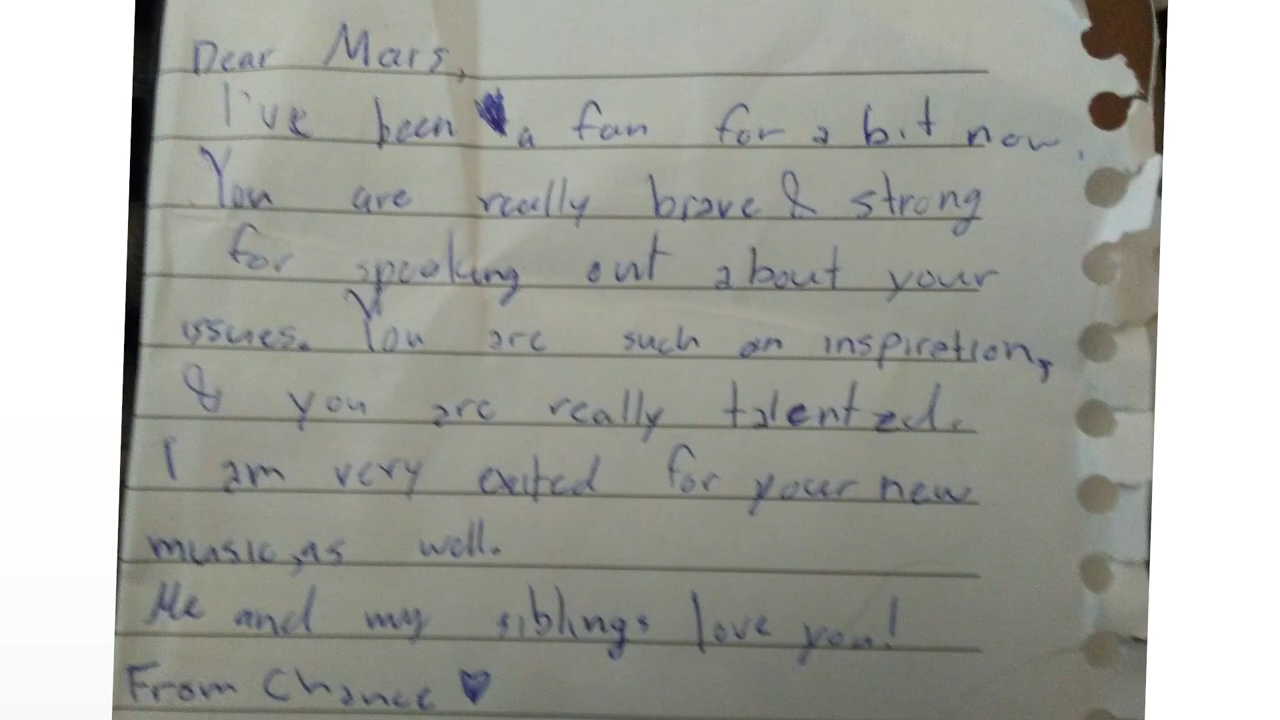 Dear Mars,
I've been a fan for a bit now.
You are really brave & strong
for speaking out about your
issues. You are such an inspiration,
& you are really talented.
I am very exited for your new
music, as well.
Me and my siblings love you!
From Chance ♥